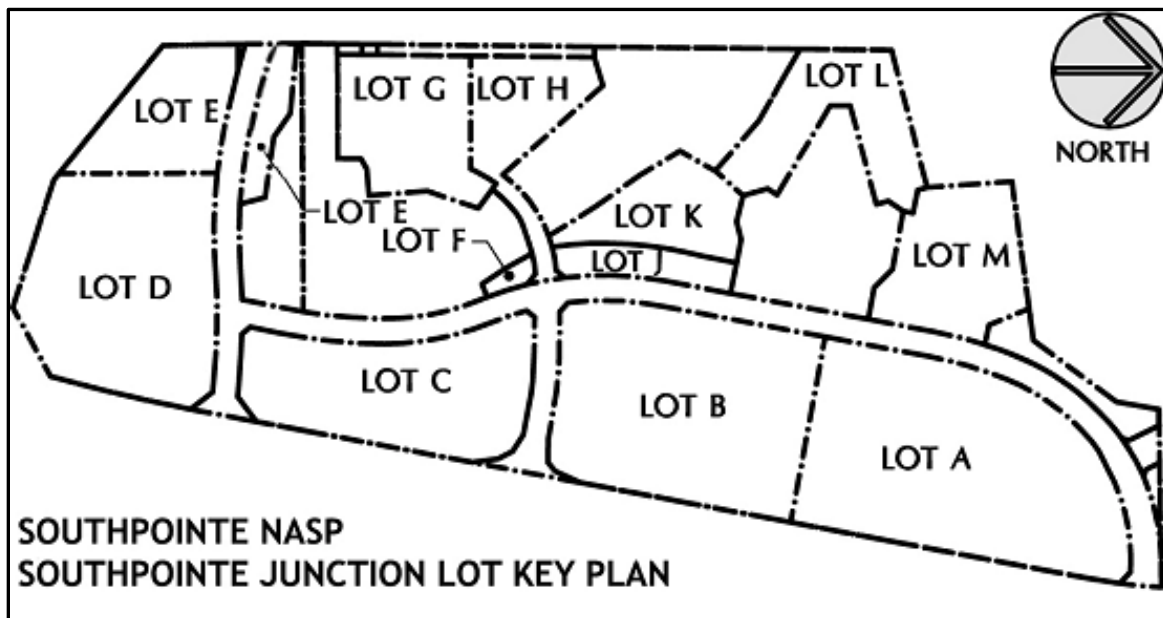 LOT L
LOT G
LOT H
LOT E
NORTH
LOT E
LOT K
LOT F
LOT J
LOT M
LOT D
LOT C
LOT B
LOT A
SOUTHPOINTE NASP
SOUTHPOINTE JUNCTION LOT KEY PLAN